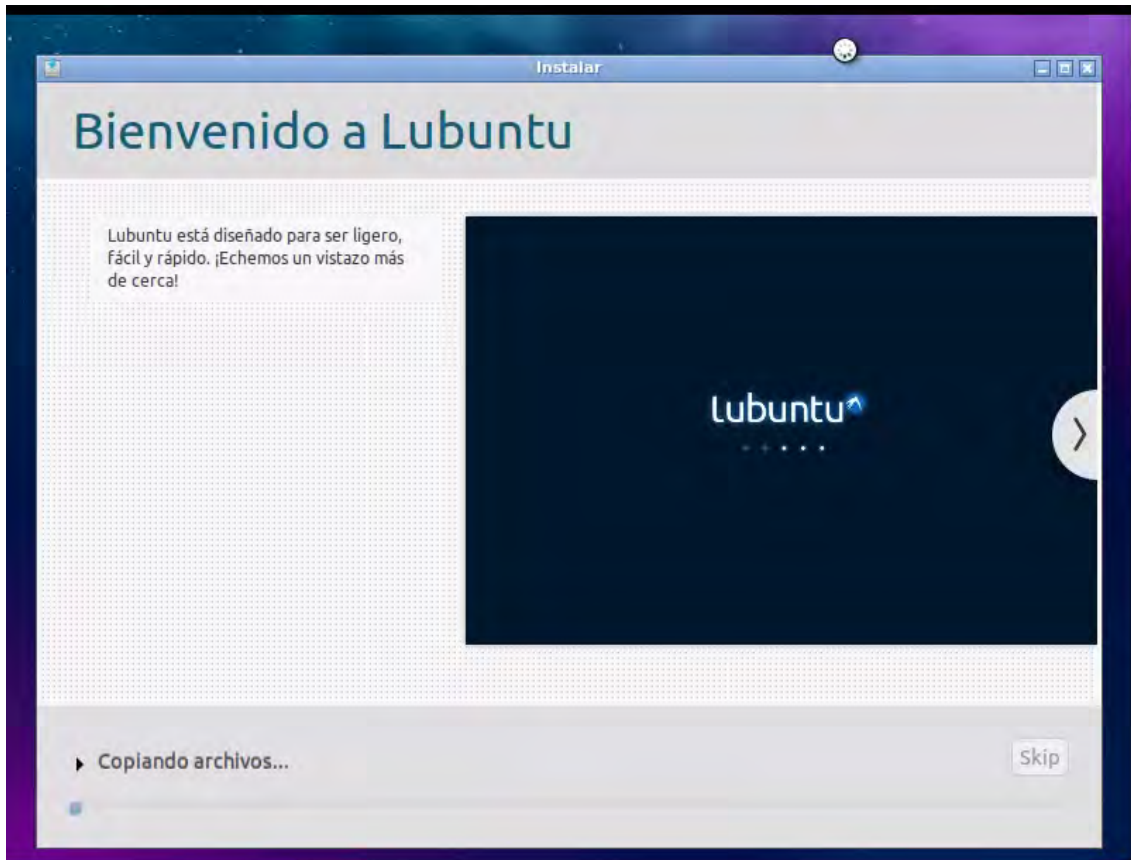 Instalar
Bienvenido a Lubuntu
Lubuntu está diseñado para ser ligero,
fácil y rápido. ¡Echemos un vistazo más
de cerca!
lubuntu
Copiando archivos...
Skip